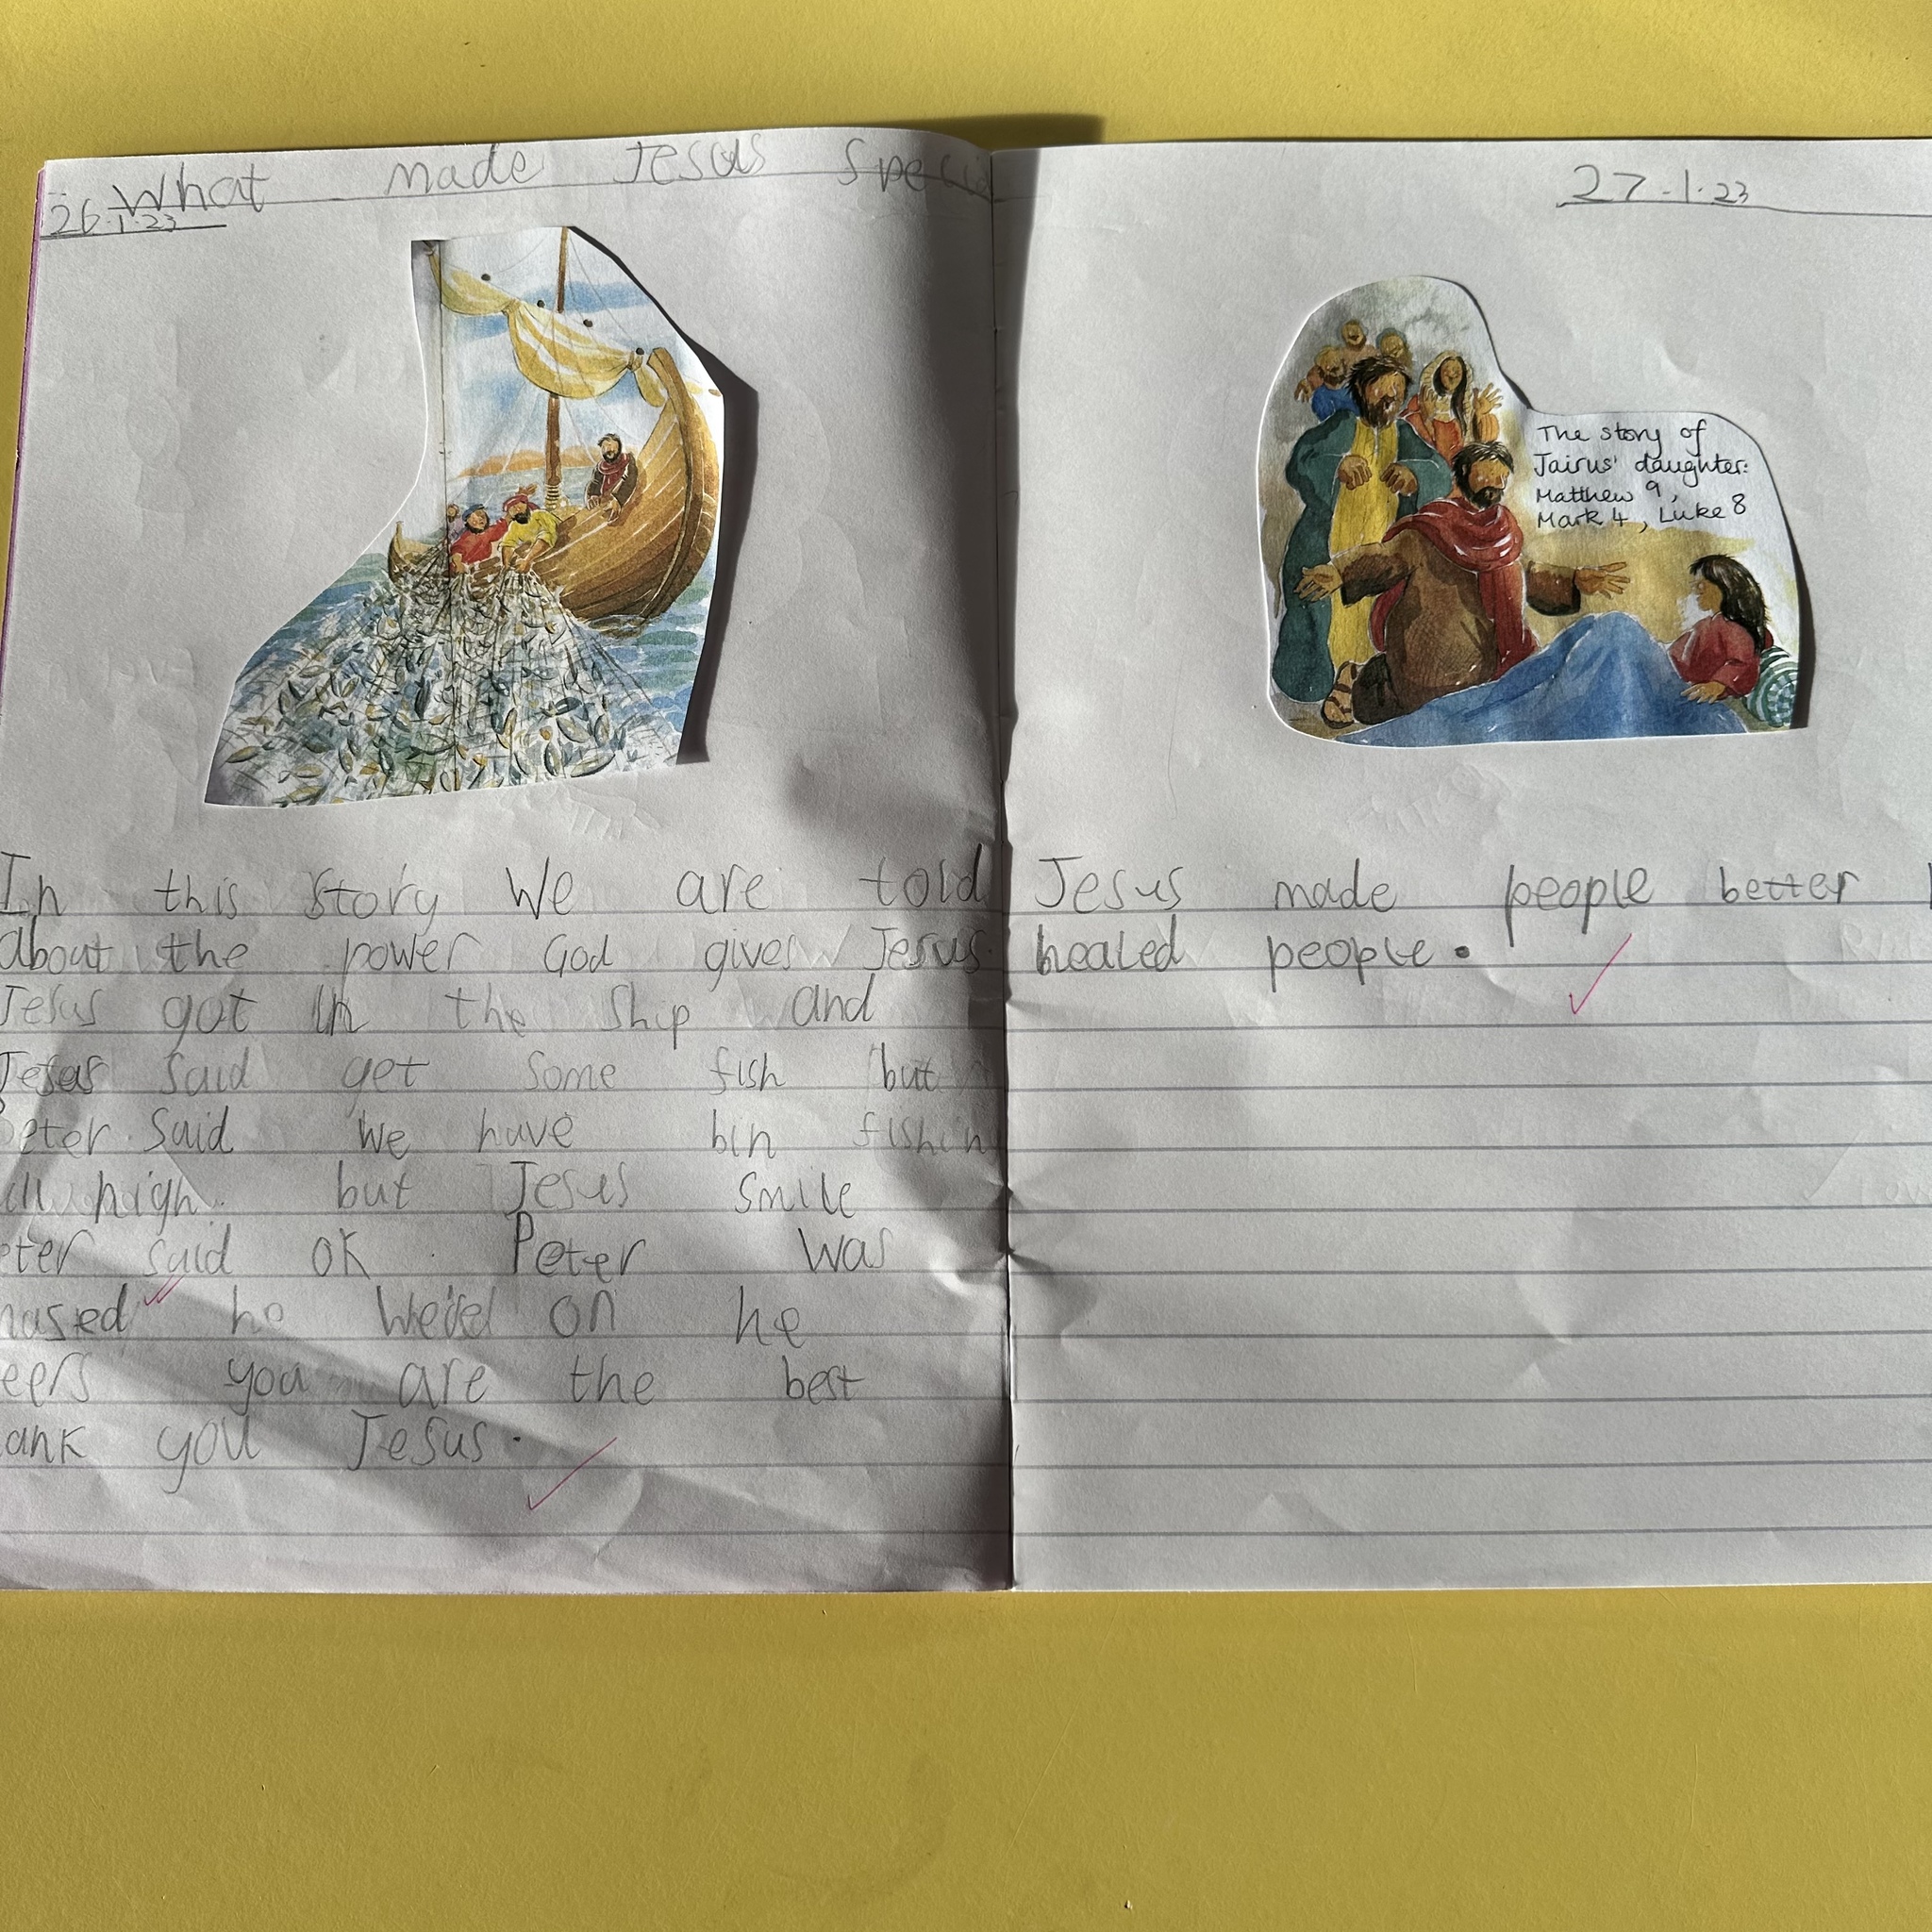 What made Jesus
26.1.23
In this story We are told
about the power God gives Jesus
Jesus got in the ship and
Jesus said get some fish but
peter said we have bin fishin
all nigh but Jesus smile
eter said OK Peter was
he on he
eers you are the best
ank you Jesus.
27.1.23
The story of
Jairus' daughter:
Matthew 9,
Mark 4, Luke 8
Jesus made people better
healed people.